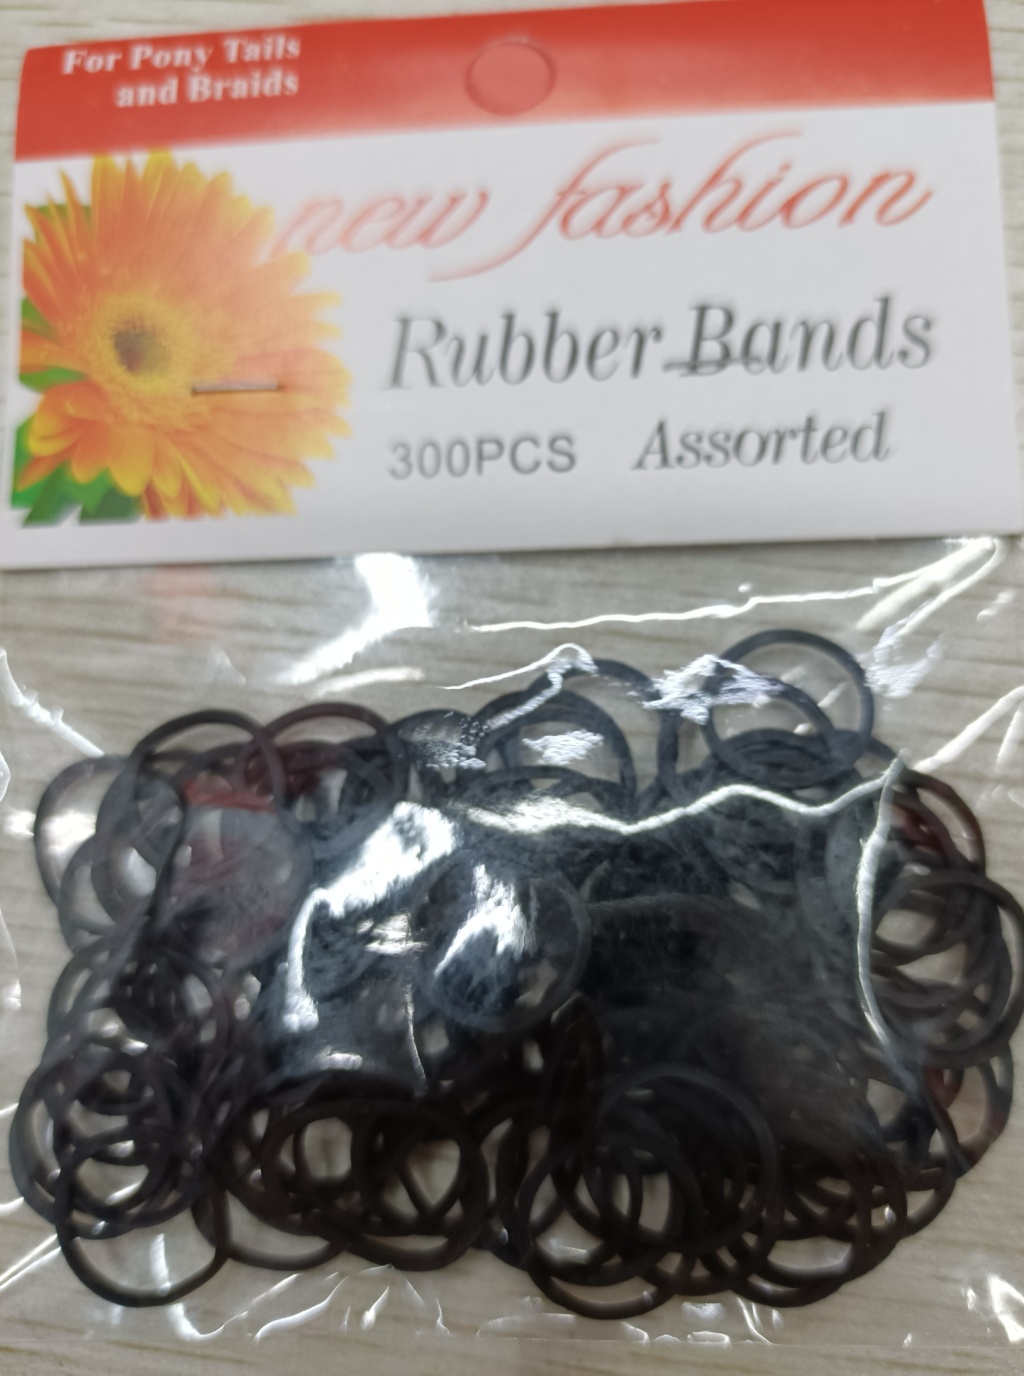 For Pony Tails
and Braids
new fashion
Rubber Bands
300PCS Assorted